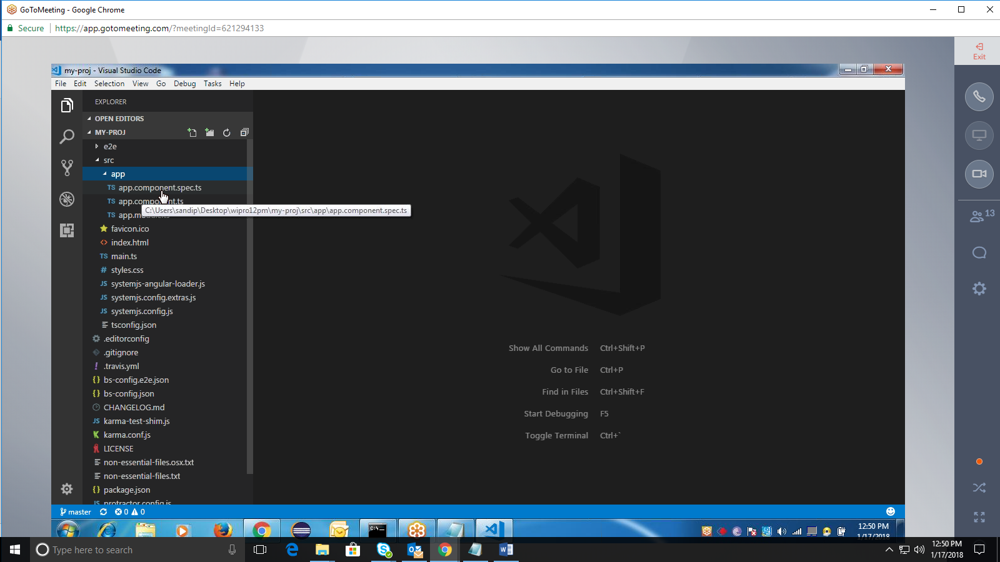 GoToMeeting - Google Chrome
Secure
https://app.gotomeeting.com/?meetingId=621294133
Exit
my-proj - Visual Studio Code
File Edit Selection View Go Debug Tasks Help
EXPLORER
OPEN EDITORS
MY-PROJ
e2e
src
app
TS app.component.spec.ts
TS app.component.ts
C:\Users\sandip\Desktop\wipro12pm\my-proj\src\app\app.component.spec.ts
TS
favicon.ico
<> index.html
TS main.ts
# styles.css
JS systemjs-angular-loader.js
JS systemjs.config.extras.js
JS systemjs.config.js
tsconfig.json
.editorconfig
.gitignore
! .travis.yml
{} bs-config.e2e.json
{} bs-config.json
CHANGELOG.md
JS karma-test-shim.js
K karma.conf.js
LICENSE
non-essential-files.osx.txt
non-essential-files.txt
{} package.json
JS protractor.config.js
Show All Commands Ctrl+Shift+P
Go to File Ctrl+P
Find in Files Ctrl+Shift+F
Start Debugging F5
Toggle Terminal Ctrl+`
13
master 0 0
12:50 PM
1/17/2018
Type here to search
12:50 PM
1/17/2018